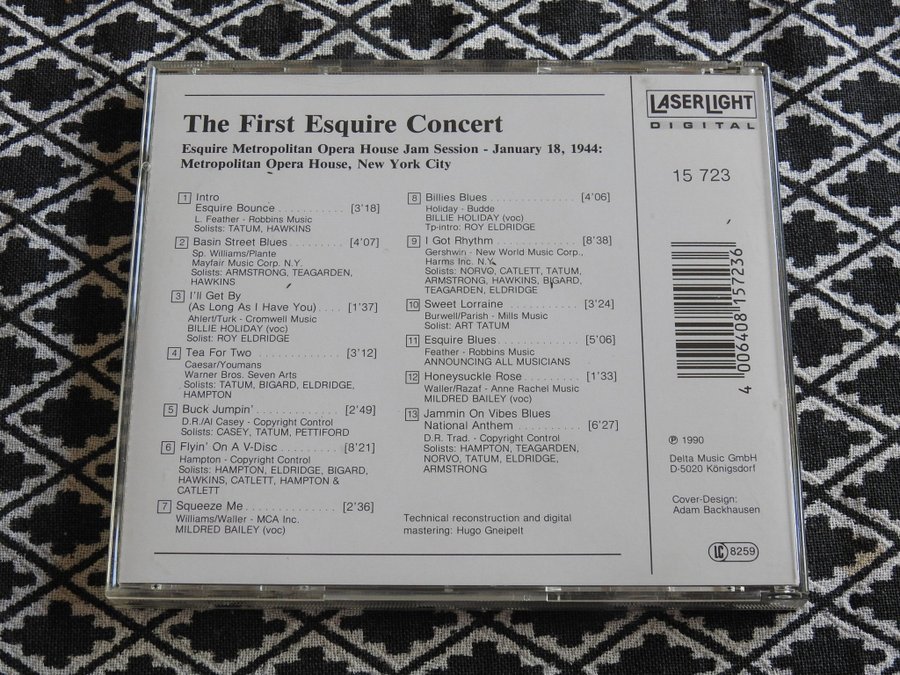 The First Esquire Concert
Esquire Metropolitan Opera House Jam Session - January 18, 1944:
Metropolitan Opera House, New York City
1 Intro
Esquire Bounce .......... [3'18]
L. Feather - Robbins Music
Solists: TATUM, HAWKINS
2 Basin Street Blues ........ [4'07]
Sp. Williams/Plante
Mayfair Music Corp. N.Y.
Solists: ARMSTRONG, TEAGARDEN,
HAWKINS
3 I'll Get By
(As Long As I Have You) .... [1'37]
Ahlert/Turk - Cromwell Music
BILLIE HOLIDAY (voc)
Solist: ROY ELDRIDGE
4 Tea For Two ............ [3'12]
Caesar/Youmans
Warner Bros. Seven Arts
Solists: TATUM, BIGARD, ELDRIDGE,
HAMPTON
5 Buck Jumpin' ............ [2'49]
D.R./Al Casey - Copyright Control
Solists: CASEY, TATUM, PETTIFORD
6 Flyin' On A V-Disc ........ [8'21]
Hampton - Copyright Control
Solists: HAMPTON, ELDRIDGE, BIGARD,
HAWKINS, CATLETT, HAMPTON &
CATLETT
7 Squeeze Me ............. [2'36]
Williams/Waller - MCA Inc.
MILDRED BAILEY (voc)
8 Billies Blues ............ [4'06]
Holiday - Budde
BILLIE HOLIDAY (voc)
Tp-intro: ROY ELDRIDGE
9 I Got Rhythm ........... [8'38]
Gershwin - New World Music Corp.,
Harms Inc. N.Y.
Solists: NORVO, CATLETT, TATUM,
ARMSTRONG, HAWKINS, BIGARD,
TEAGARDEN, ELDRIDGE
10 Sweet Lorraine .......... [3'24]
Burwell/Parish - Mills Music
Solist: ART TATUM
11 Esquire Blues ........... [5'06]
Feather - Robbins Music
ANNOUNCING ALL MUSICIANS
12 Honeysuckle Rose ......... [1'33]
Waller/Razaf - Anne Rachel Music
MILDRED BAILEY (voc)
13 Jammin On Vibes Blues
National Anthem .......... [6'27]
D.R. Trad. - Copyright Control
Solists: HAMPTON, TEAGARDEN,
NORVO, TATUM, ELDRIDGE,
ARMSTRONG
Technical reconstruction and digital
mastering: Hugo Gneipelt
LASERLIGHT
DIGITAL
15 723
4 006408 157236
℗ 1990
Delta Music GmbH
D-5020 Königsdorf
Cover-Design:
Adam Backhausen
LC 8259